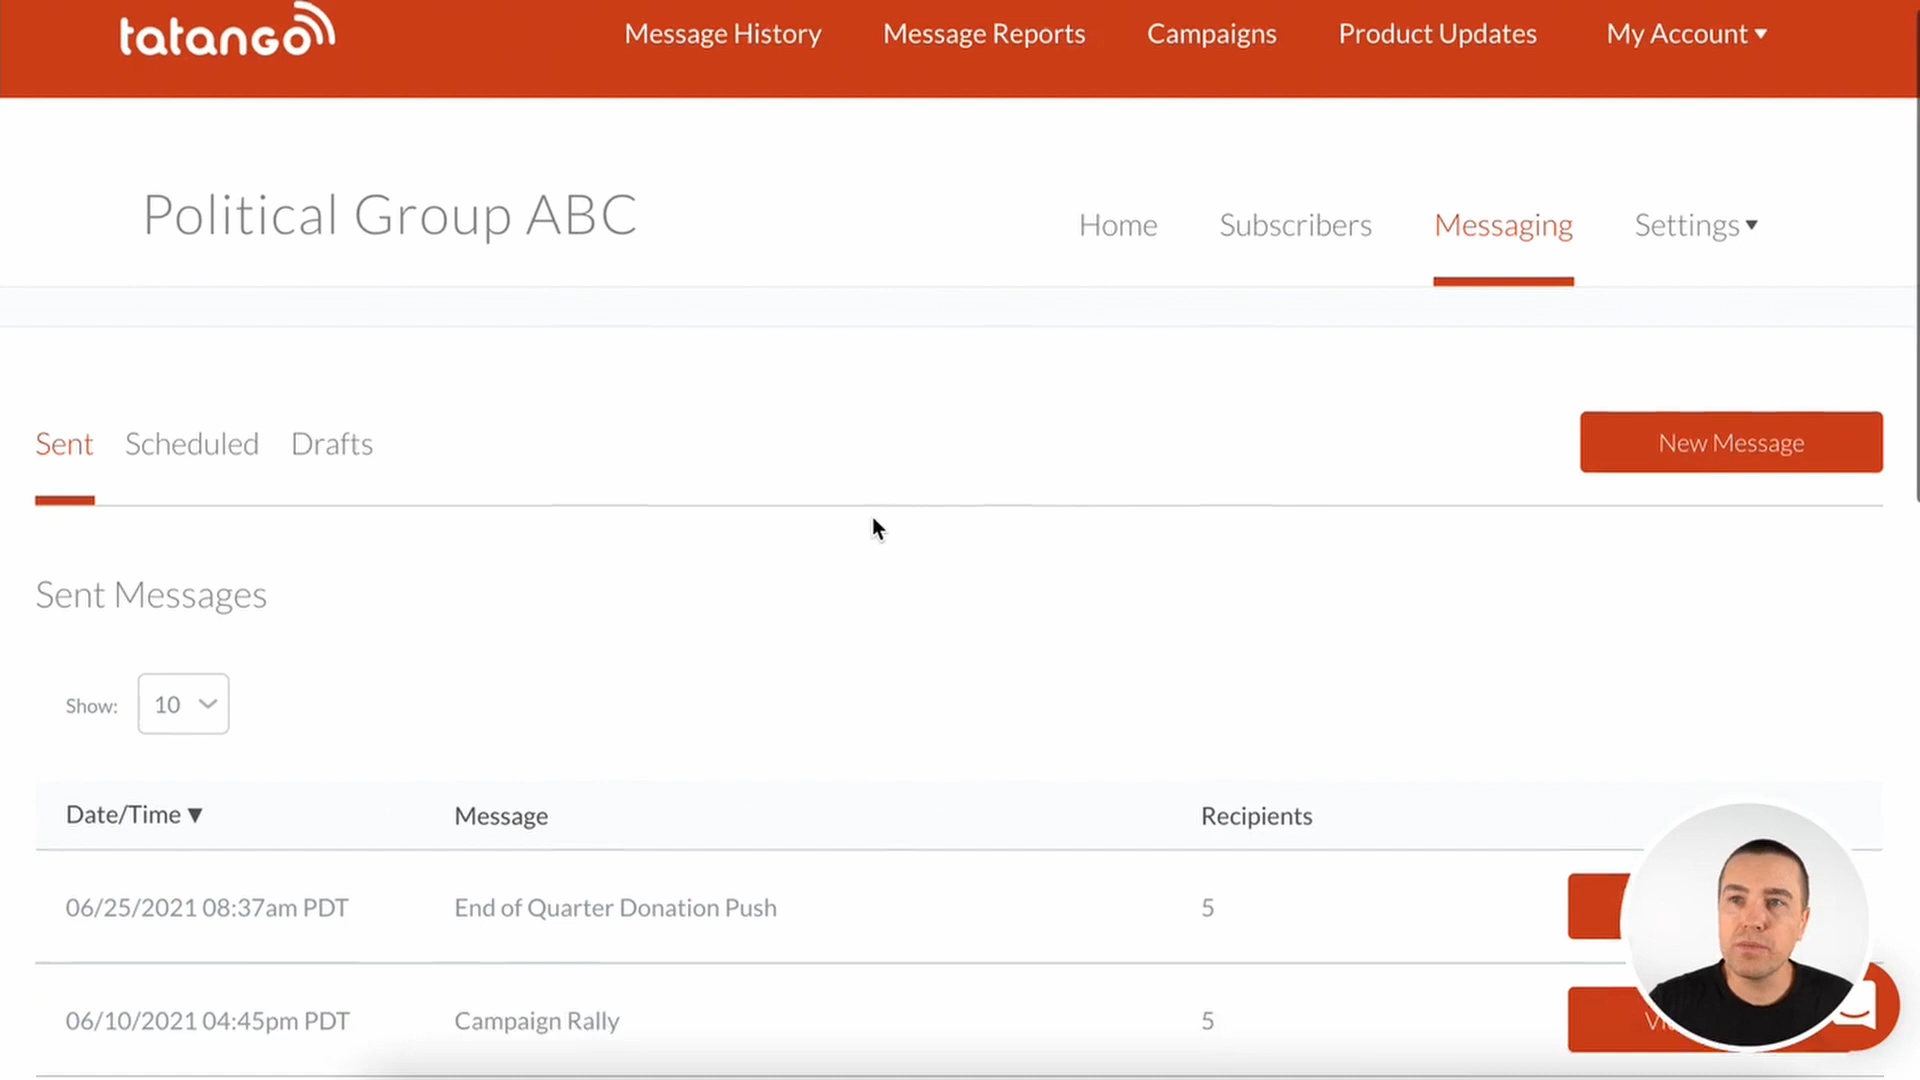 tatango
Message History Message Reports Campaigns Product Updates My Account ▼
Political Group ABC
Home Subscribers Messaging Settings ▼
Sent Scheduled Drafts
New Message
Sent Messages
Show: 10
Date/Time ▼ Message Recipients
06/25/2021 08:37am PDT End of Quarter Donation Push 5
06/10/2021 04:45pm PDT Campaign Rally 5